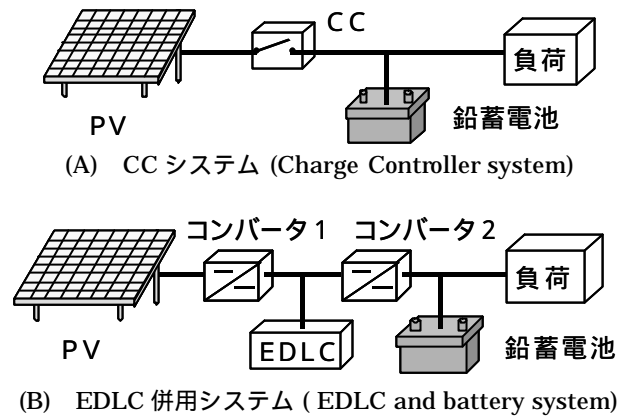 CC
負荷
PV
鉛蓄電池
(A) CC システム (Charge Controller system)
コンバータ1 コンバータ2
負荷
PV
EDLC
鉛蓄電池
(B) EDLC 併用システム ( EDLC and battery system)